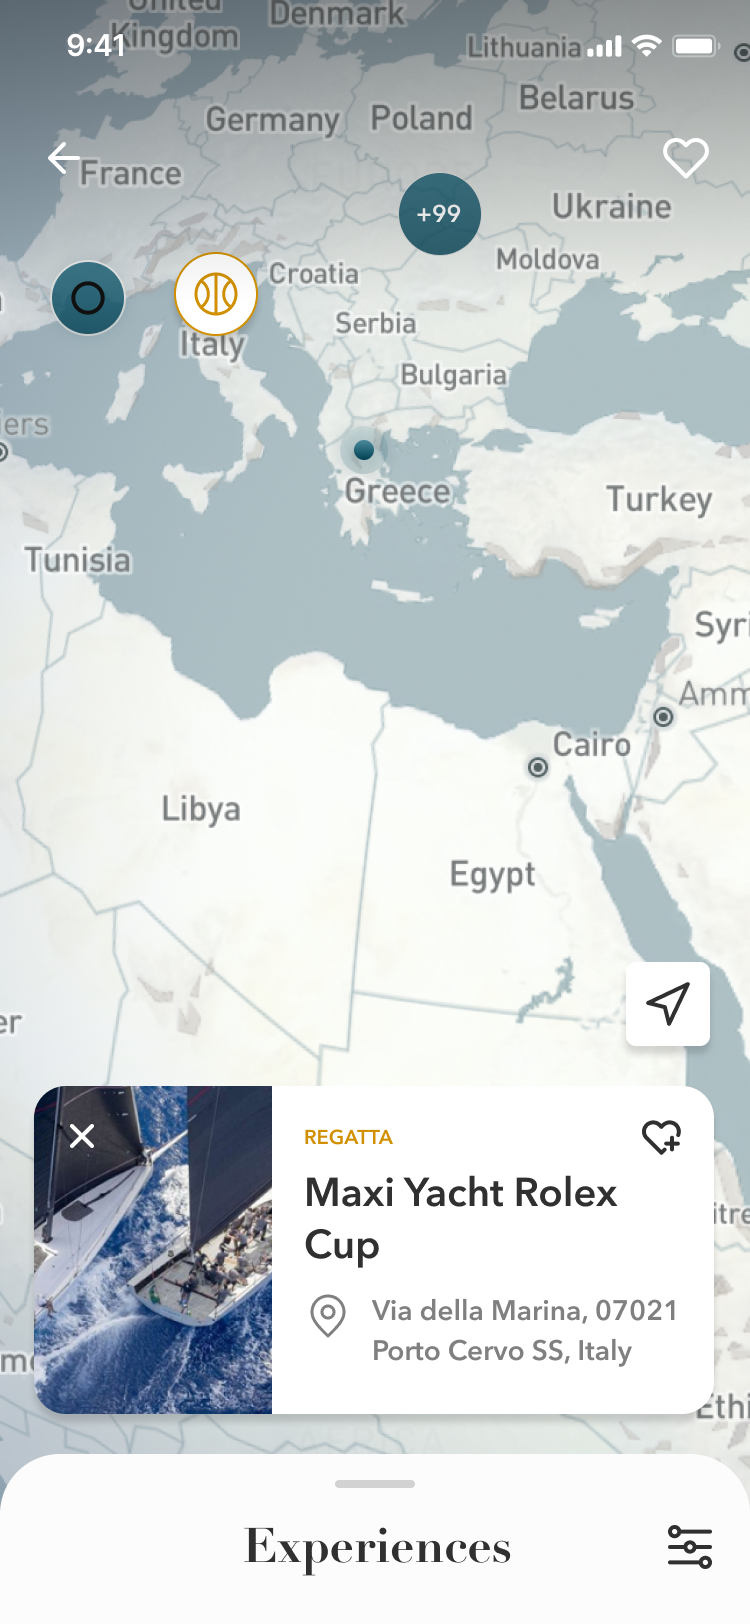 United
Denmark
Kingdom
9:41
Lithuania
Belarus
Germany
Poland
France
+99
Ukraine
Moldova
Croatia
Serbia
Italy
Bulgaria
iers
Greece
Turkey
Tunisia
Syri
Amm
Cairo
Libya
Egypt
er
REGATTA
Maxi Yacht Rolex
Cup
itre
Via della Marina, 07021
Porto Cervo SS, Italy
me
Ethi
Experiences